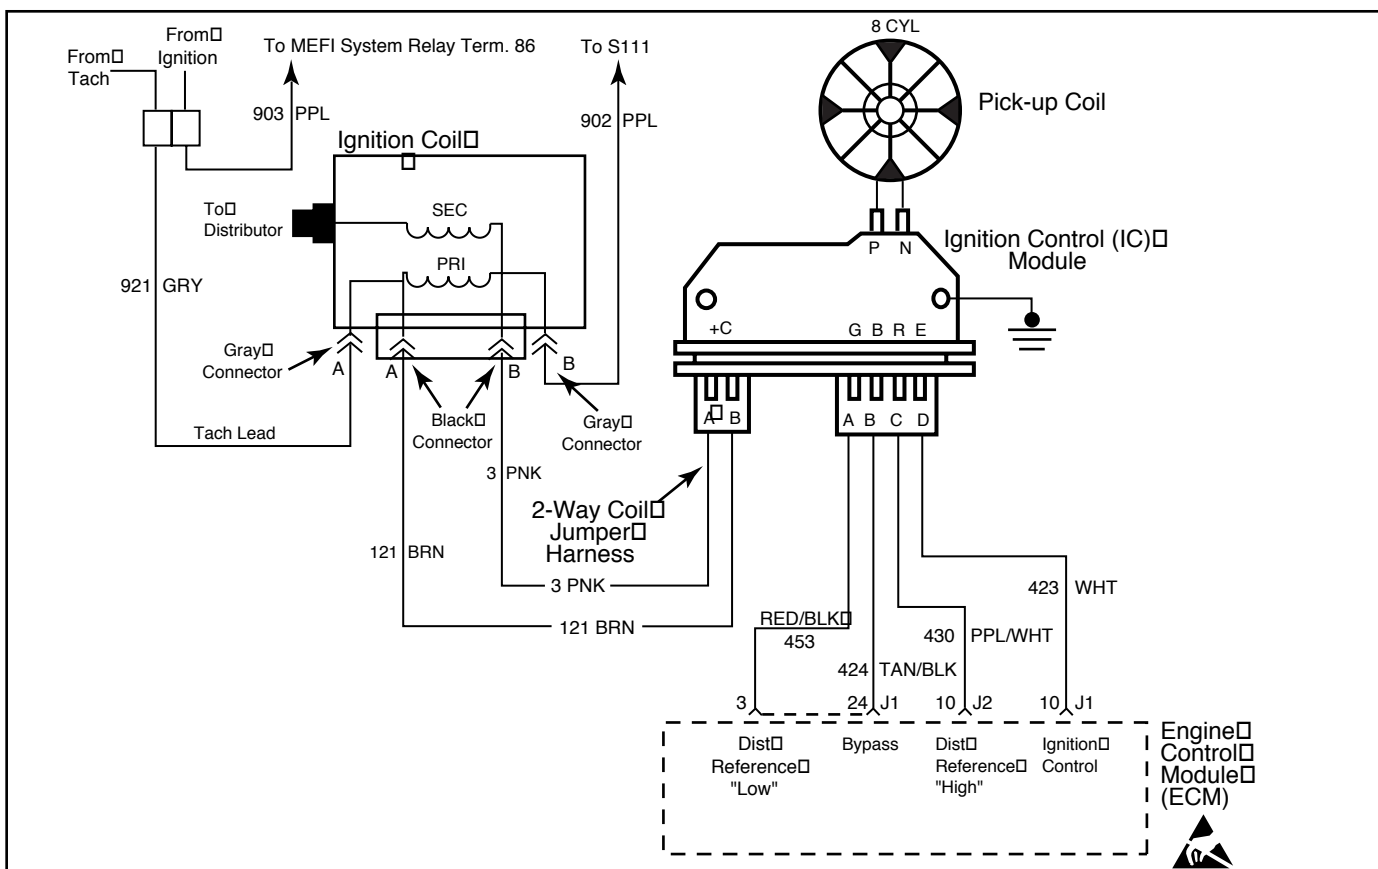 8 CYL
From□
Ignition
From□
Tach
To MEFI System Relay Term. 86
To S111
Pick-up Coil
903 PPL
902 PPL
Ignition Coil□
To□
Distributor
SEC
PRI
P N
Ignition Control (IC)□
Module
921 GRY
+C
G B R E
Gray□
Connector
A
A
B
B
Black□
Connector
Gray□
Connector
A□ B
A B C D
Tach Lead
3 PNK
2-Way Coil□
Jumper□
Harness
121 BRN
3 PNK
121 BRN
423 WHT
RED/BLK□
453
430 PPL/WHT
424 TAN/BLK
3
24 J1
10 J2
10 J1
Dist□
Reference□
"Low"
Bypass
Dist□
Reference□
"High"
Ignition□
Control
Engine□
Control□
Module□
(ECM)